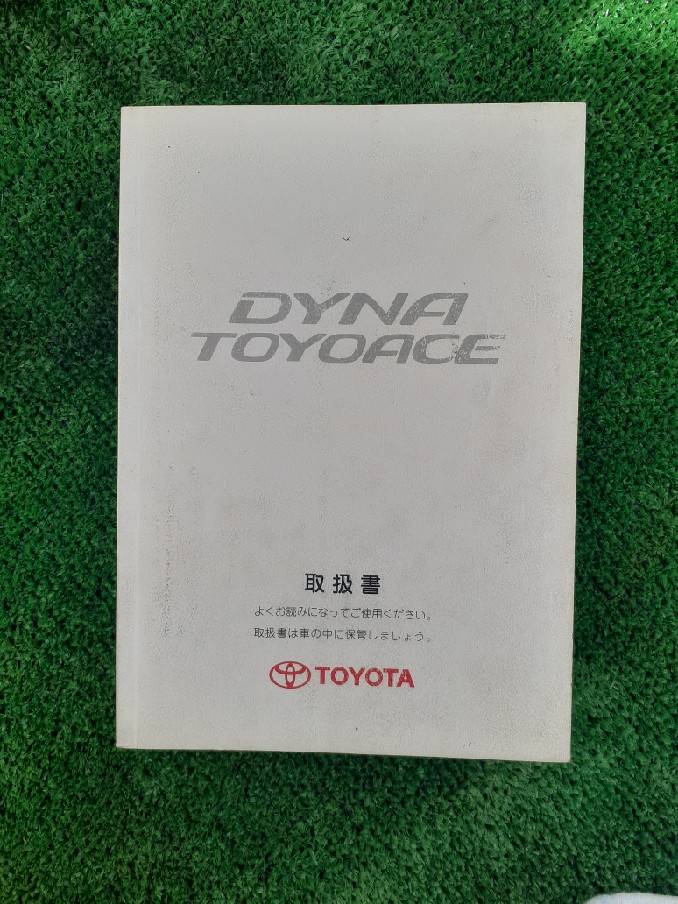 DYNA
TOYOACE
取扱書
よくお読みになってご使用ください。
取扱書は車の中に保管しましょう。
TOYOTA